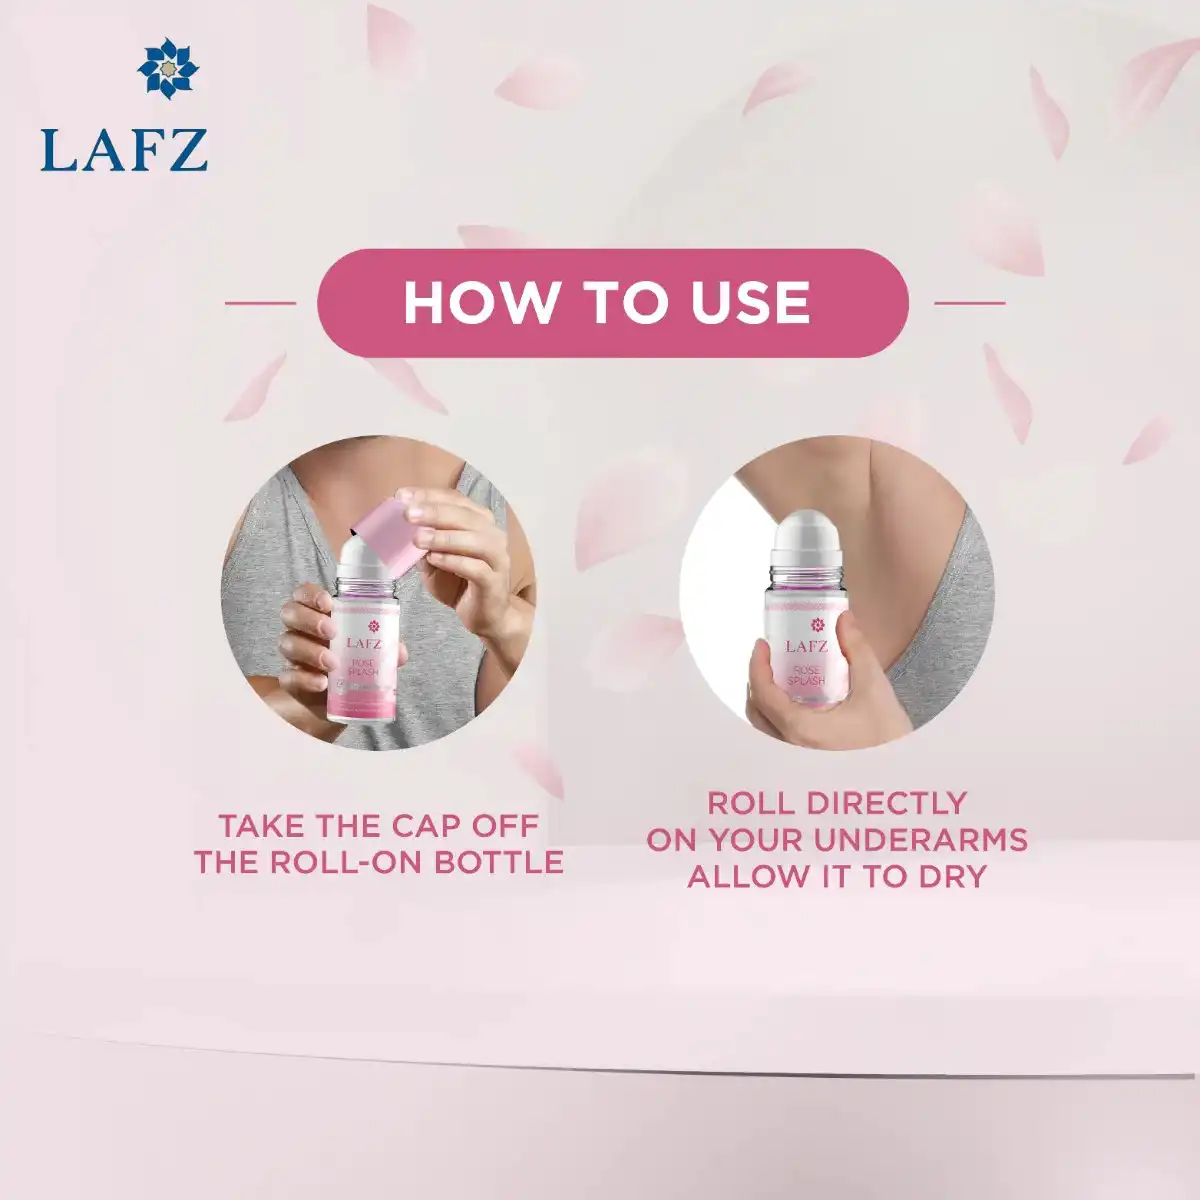 LAFZ
HOW TO USE
LAFZ
ROSE
SPLASH
LAFZ
ROSE
SPLASH
TAKE THE CAP OFF
THE ROLL-ON BOTTLE
ROLL DIRECTLY
ON YOUR UNDERARMS
ALLOW IT TO DRY